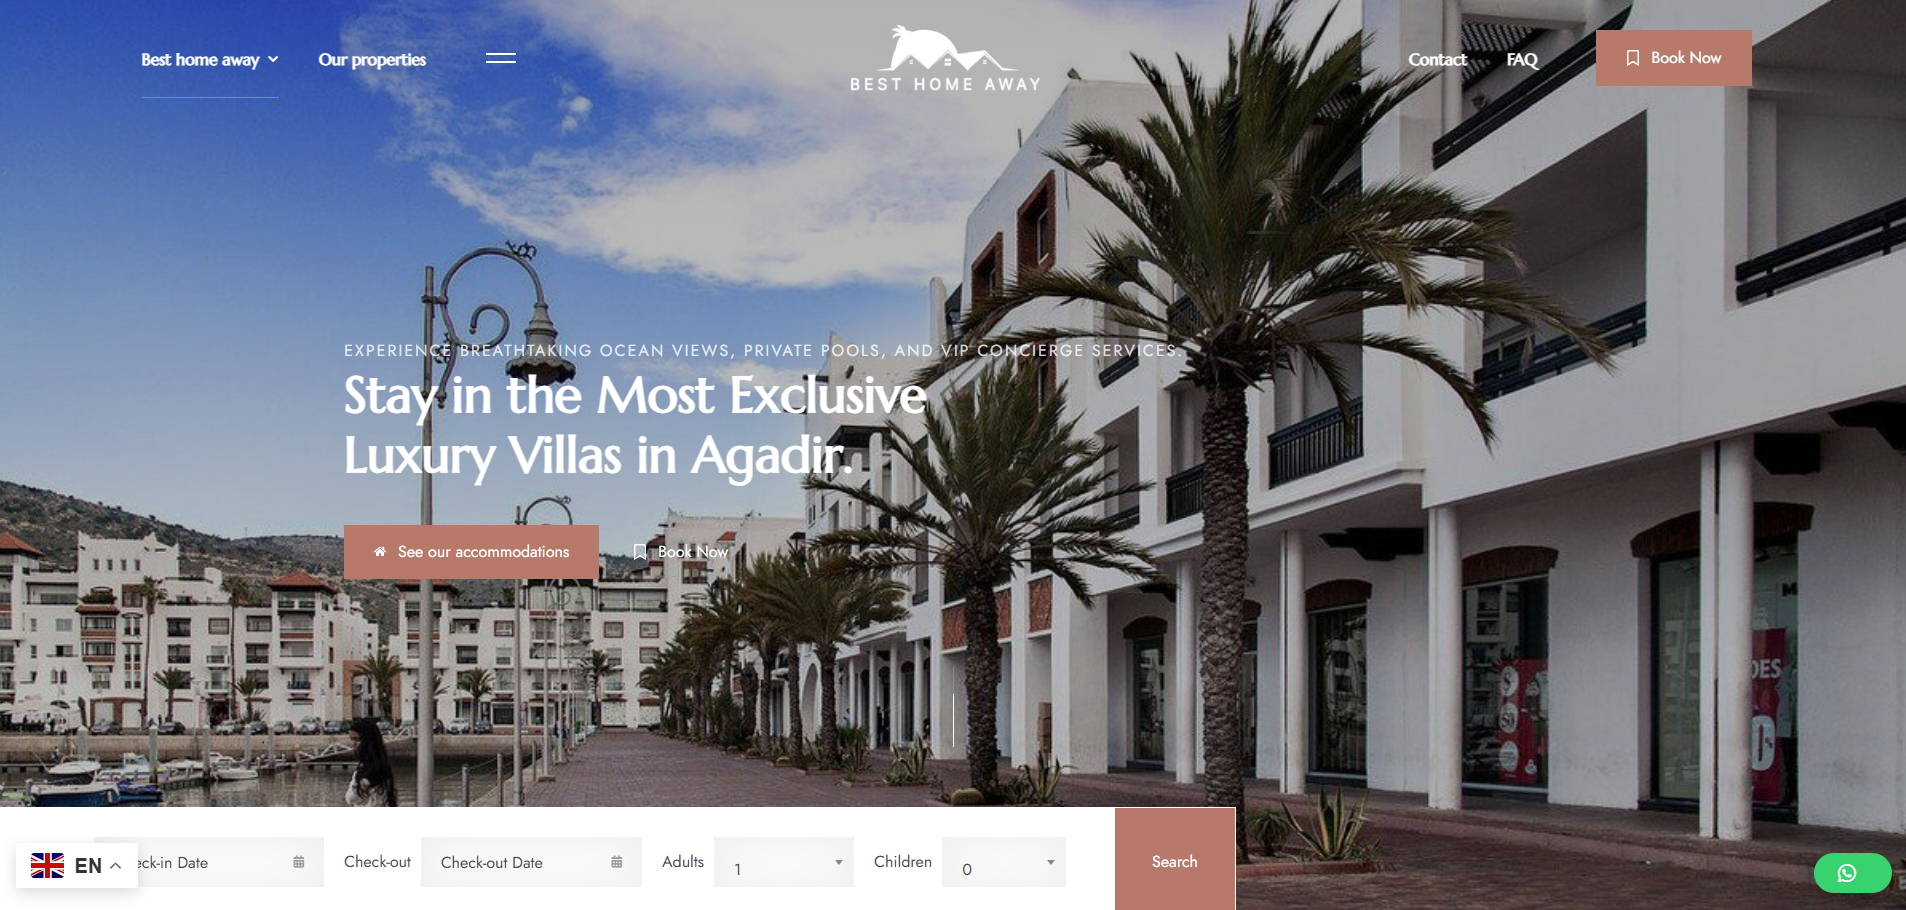 Best home away
Our properties
BEST HOME AWAY
Contact
FAQ
Book Now
EXPERIENCE BREATHTAKING OCEAN VIEWS, PRIVATE POOLS, AND VIP CONCIERGE SERVICES.
Stay in the Most Exclusive
Luxury Villas in Agadir.
See our accommodations
Book Now
EN
eck-in Date
Check-out
Check-out Date
Adults
1
Children
0
Search